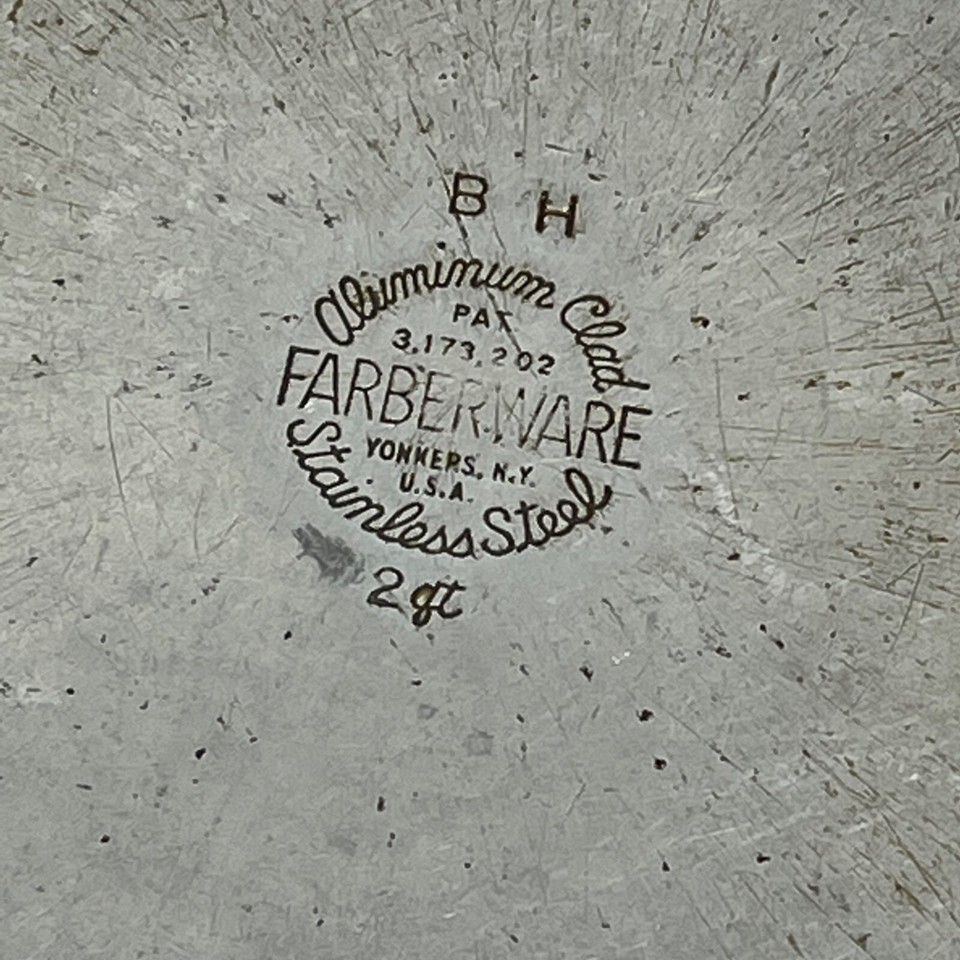 B H
Aluminum Clad
PAT
3,173,202
FARBERWARE
YONKERS, N.Y.
U.S.A.
Stainless Steel
2 qt